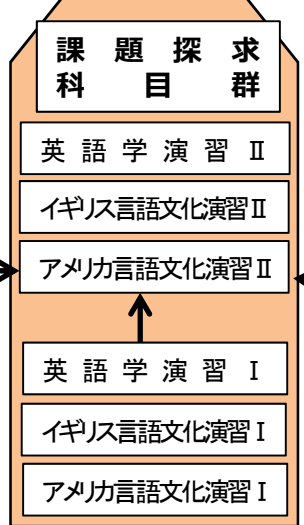 課題探求
科目群
英語学演習Ⅱ
イギリス言語文化演習Ⅱ
アメリカ言語文化演習Ⅱ
英語学演習Ⅰ
イギリス言語文化演習Ⅰ
アメリカ言語文化演習Ⅰ